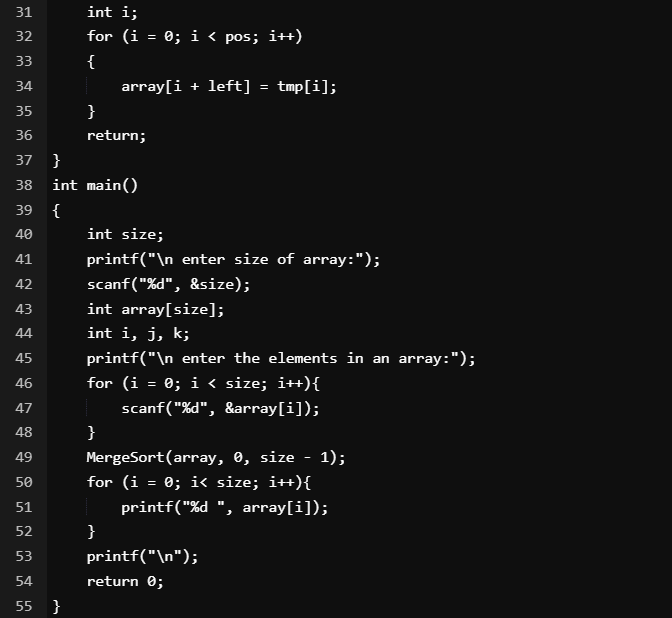 31 int i;
32 for (i = 0; i < pos; i++)
33 {
34 array[i + left] = tmp[i];
35 }
36 return;
37 }
38 int main()
39 {
40 int size;
41 printf("\n enter size of array:");
42 scanf("%d", &size);
43 int array[size];
44 int i, j, k;
45 printf("\n enter the elements in an array:");
46 for (i = 0; i < size; i++){
47 scanf("%d", &array[i]);
48 }
49 MergeSort(array, 0, size - 1);
50 for (i = 0; i< size; i++){
51 printf("%d ", array[i]);
52 }
53 printf("\n");
54 return 0;
55 }